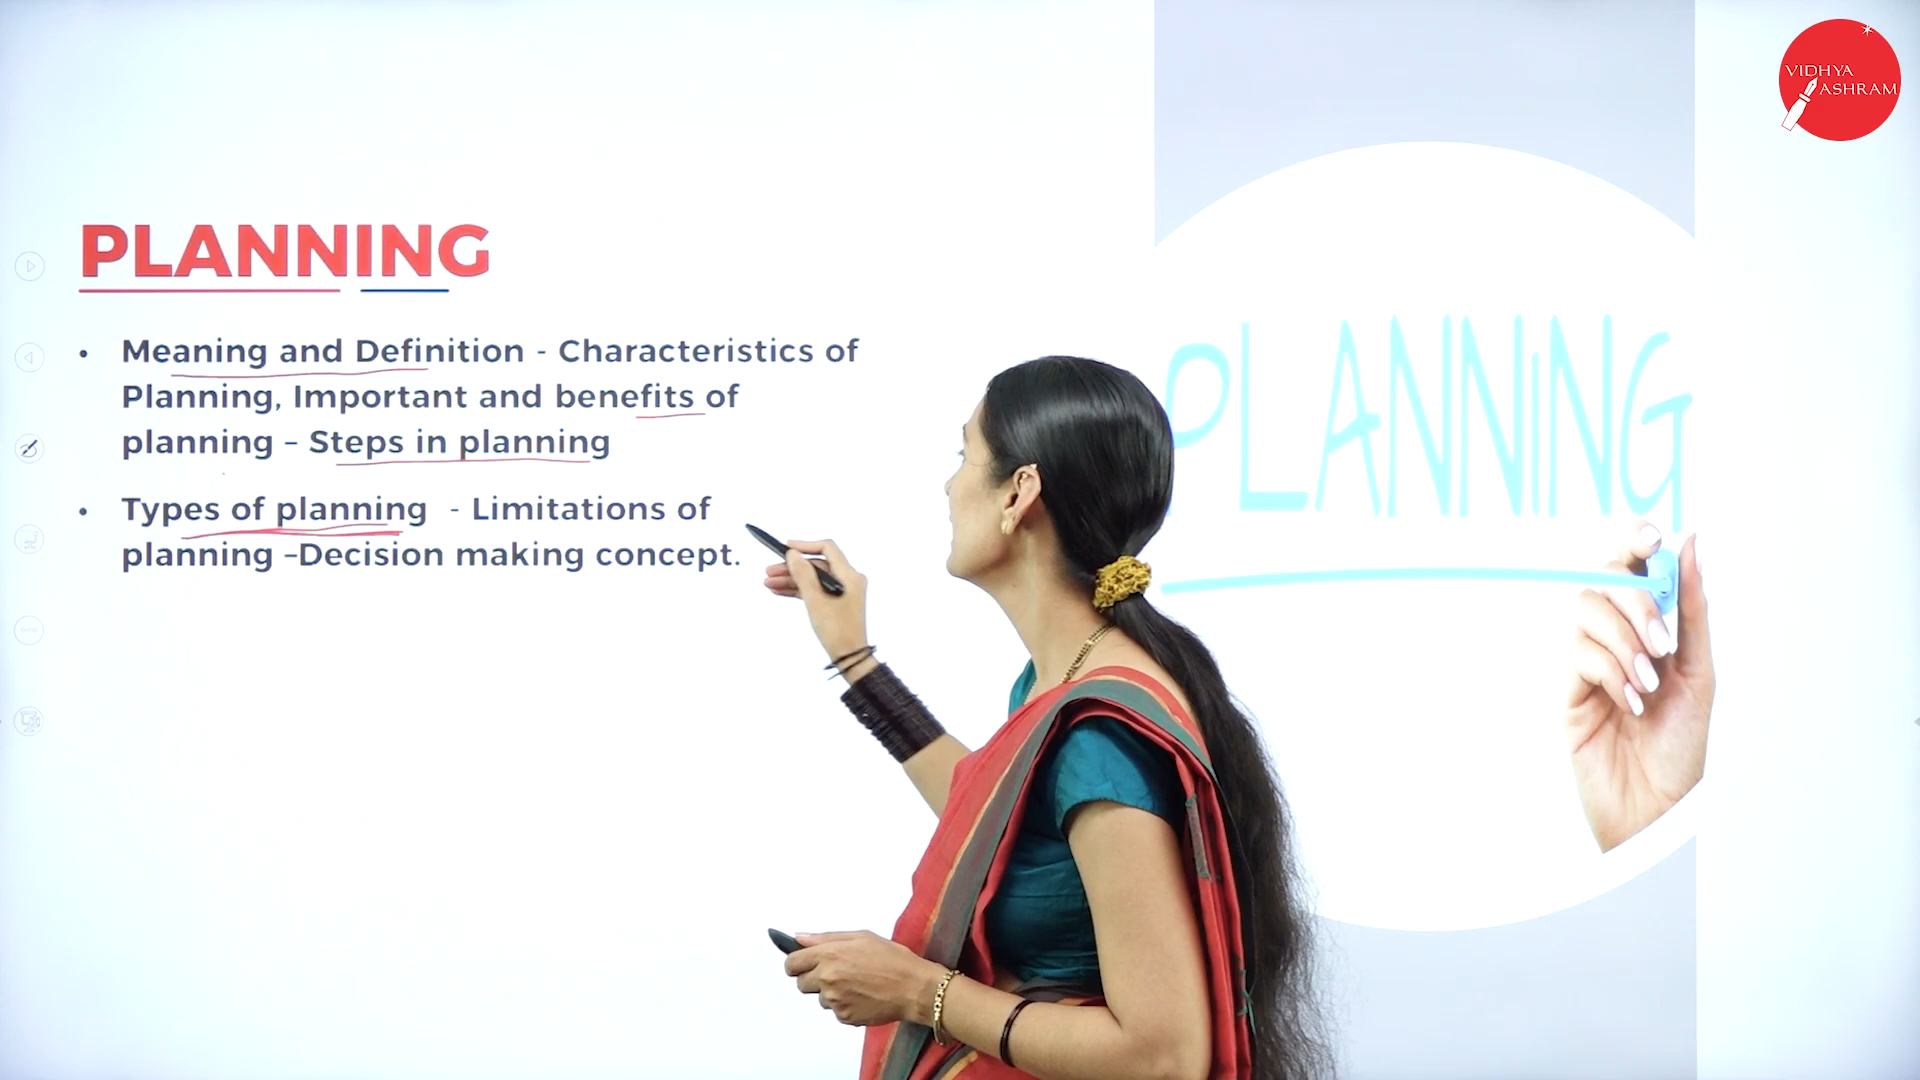 VIDHYA
ASHRAM
PLANNING
• Meaning and Definition - Characteristics of
Planning, Important and benefits of
planning – Steps in planning
• Types of planning - Limitations of
planning –Decision making concept.
PLANNiNG